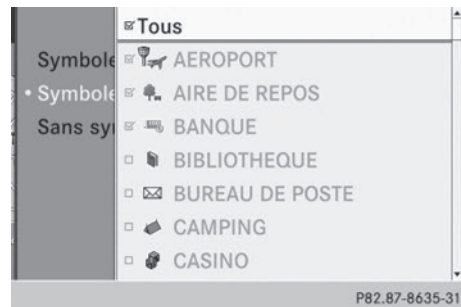 Tous
Symbole
AEROPORT
• Symbole
AIRE DE REPOS
Sans sy
BANQUE
BIBLIOTHEQUE
BUREAU DE POSTE
CAMPING
CASINO
P82.87-8635-31